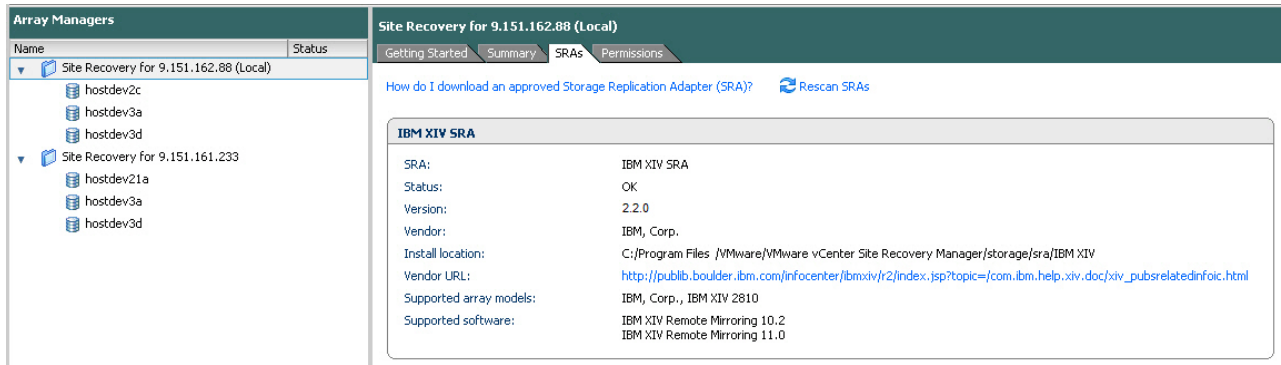 Array Managers
Name Status
Site Recovery for 9.151.162.88 (Local)
hostdev2c
hostdev3a
hostdev3d
Site Recovery for 9.151.161.233
hostdev21a
hostdev3a
hostdev3d
Site Recovery for 9.151.162.88 (Local)
Getting Started Summary SRAs Permissions
How do I download an approved Storage Replication Adapter (SRA)? Rescan SRAs
IBM XIV SRA
SRA: IBM XIV SRA
Status: OK
Version: 2.2.0
Vendor: IBM, Corp.
Install location: C:/Program Files /VMware/VMware vCenter Site Recovery Manager/storage/sra/IBM XIV
Vendor URL: http://publib.boulder.ibm.com/infocenter/ibmxiv/r2/index.jsp?topic=/com.ibm.help.xiv.doc/xiv_pubsrelatedinfoic.html
Supported array models: IBM, Corp., IBM XIV 2810
Supported software: IBM XIV Remote Mirroring 10.2
IBM XIV Remote Mirroring 11.0